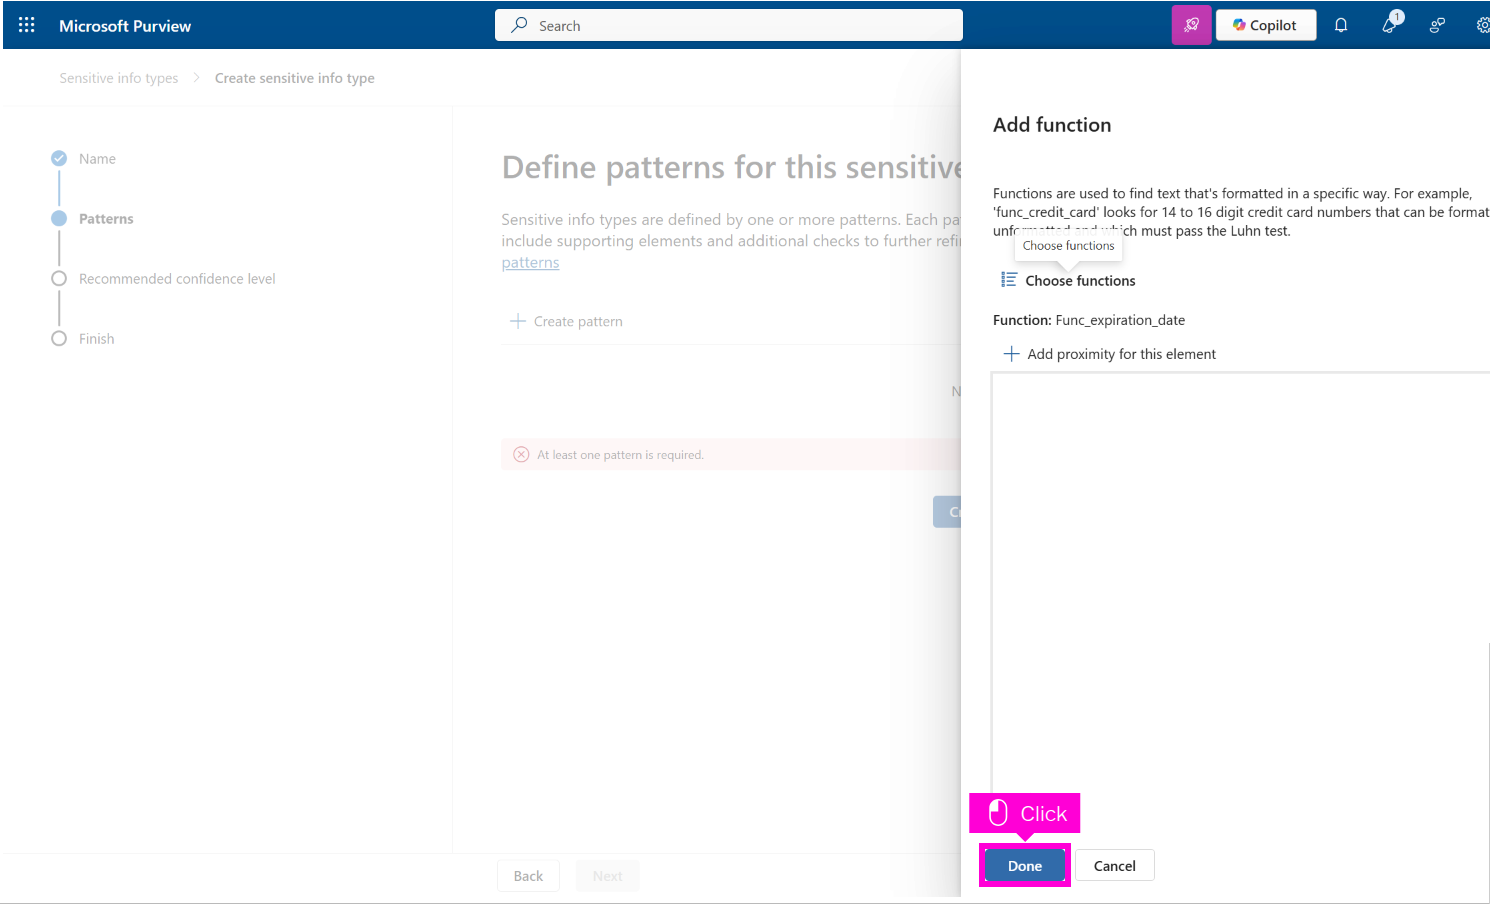 Microsoft Purview
Search
Copilot
1
Sensitive info types > Create sensitive info type
Name
Patterns
Recommended confidence level
Finish
Define patterns for this sensitive
Sensitive info types are defined by one or more patterns. Each pa
include supporting elements and additional checks to further refi
patterns
Create pattern
N
At least one pattern is required.
Back
Next
Add function
Functions are used to find text that's formatted in a specific way. For example,
'func_credit_card' looks for 14 to 16 digit credit card numbers that can be format
which must pass the Luhn test.
Choose functions
Choose functions
Function: Func_expiration_date
Add proximity for this element
Click
Done
Cancel